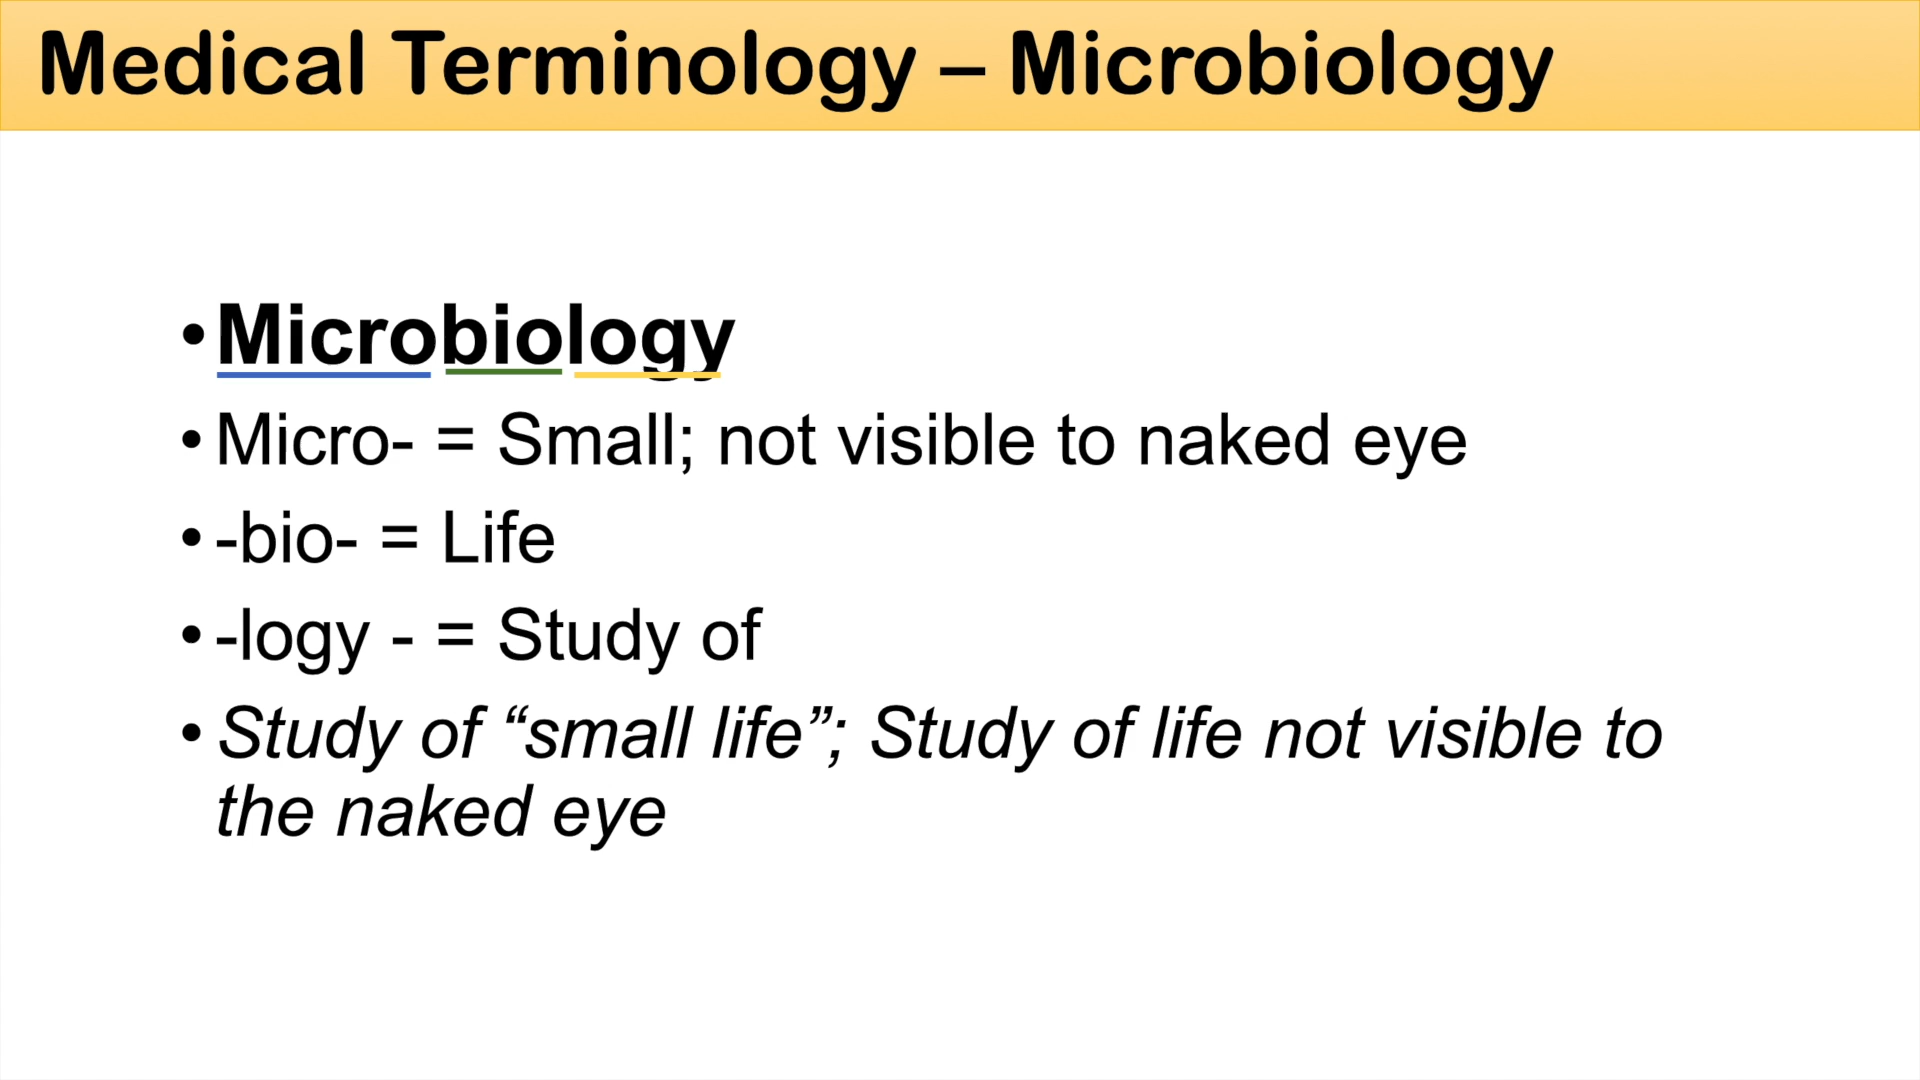 Medical Terminology – Microbiology
•Microbiology
•Micro- = Small; not visible to naked eye
•-bio- = Life
•-logy - = Study of
•Study of “small life”; Study of life not visible to
the naked eye